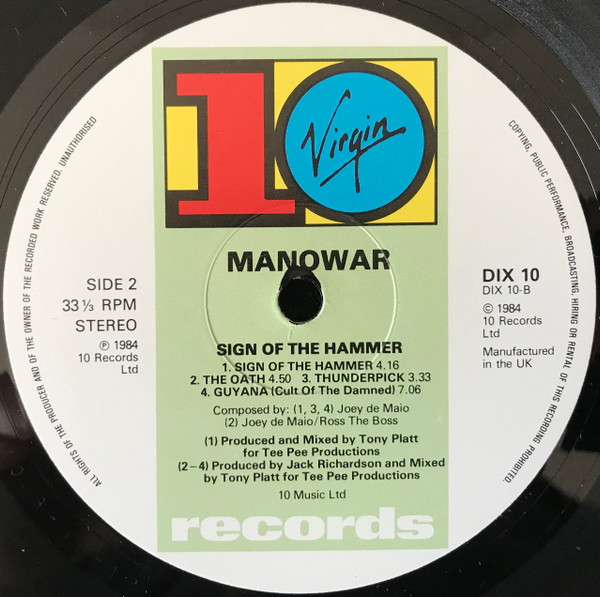 10
Virgin
MANOWAR
SIDE 2
33⅓ RPM
STEREO
℗ 1984
10 Records
Ltd
DIX 10
DIX 10-B
© 1984
10 Records
Ltd
Manufactured
in the UK
SIGN OF THE HAMMER
1. SIGN OF THE HAMMER 4.16
2. THE OATH 4.50 3. THUNDERPICK 3.33
4. GUYANA (Cult Of The Damned) 7.06
Composed by: (1, 3, 4) Joey de Maio
(2) Joey de Maio/Ross The Boss
(1) Produced and Mixed by Tony Platt
for Tee Pee Productions
(2–4) Produced by Jack Richardson and Mixed
by Tony Platt for Tee Pee Productions
10 Music Ltd
records
ALL RIGHTS OF THE PRODUCER AND OF THE OWNER OF THE RECORDED WORK RESERVED. UNAUTHORISED
COPYING, PUBLIC PERFORMANCE, BROADCASTING, HIRING OR RENTAL OF THIS RECORDING PROHIBITED.